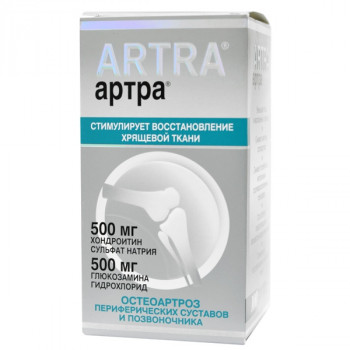 ARTRA®
артра®
СТИМУЛИРУЕТ ВОССТАНОВЛЕНИЕ
ХРЯЩЕВОЙ ТКАНИ
500 МГ
ХОНДРОИТИН
СУЛЬФАТ НАТРИЯ
500 МГ
ГЛЮКОЗАМИНА
ГИДРОХЛОРИД
ОСТЕОАРТРОЗ
ПЕРИФЕРИЧЕСКИХ СУСТАВОВ
И ПОЗВОНОЧНИКА